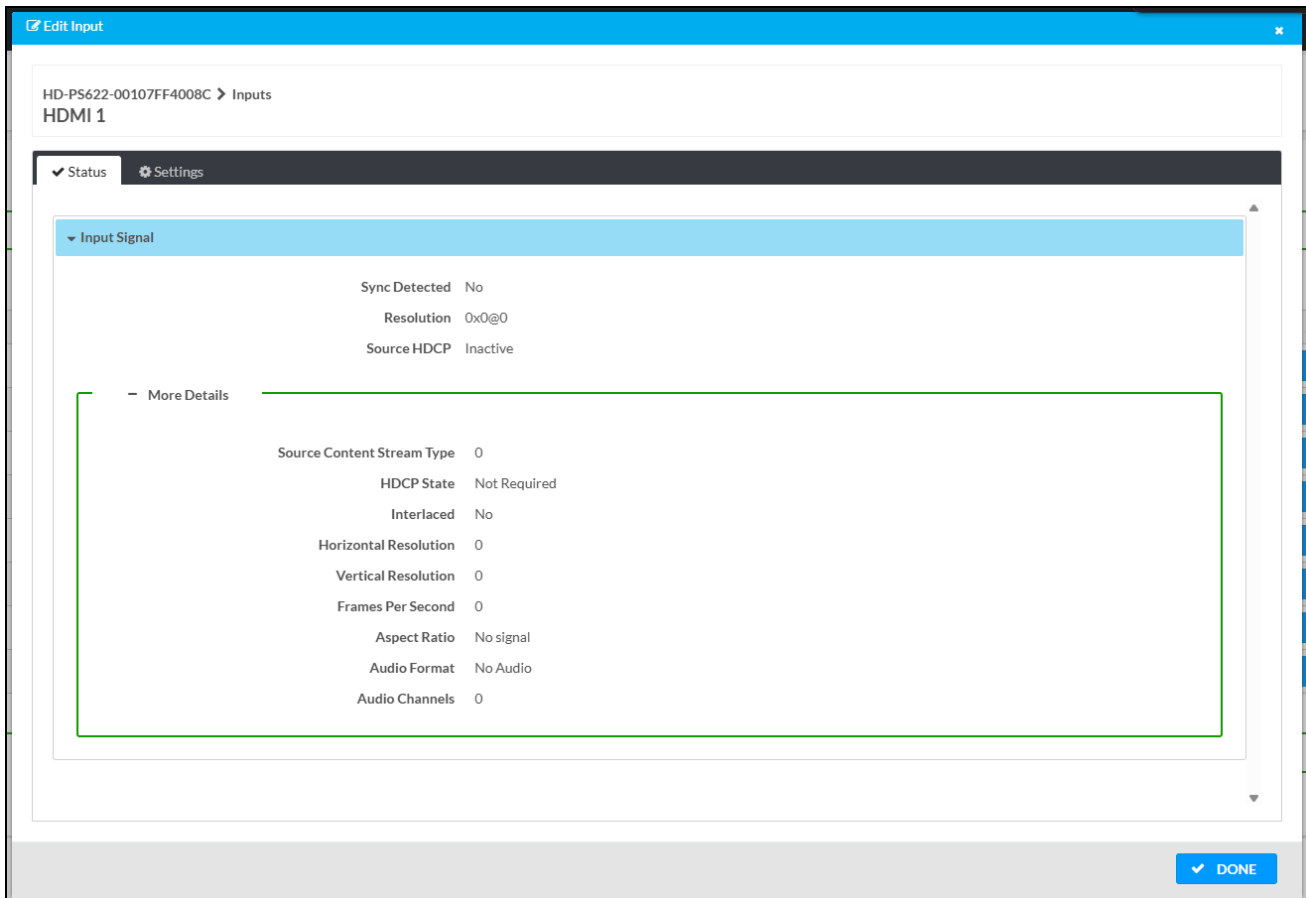 Edit Input
HD-PS622-00107FF4008C > Inputs
HDMI 1
Status Settings
Input Signal
Sync Detected No
Resolution 0x0@0
Source HDCP Inactive
− More Details
Source Content Stream Type 0
HDCP State Not Required
Interlaced No
Horizontal Resolution 0
Vertical Resolution 0
Frames Per Second 0
Aspect Ratio No signal
Audio Format No Audio
Audio Channels 0
DONE